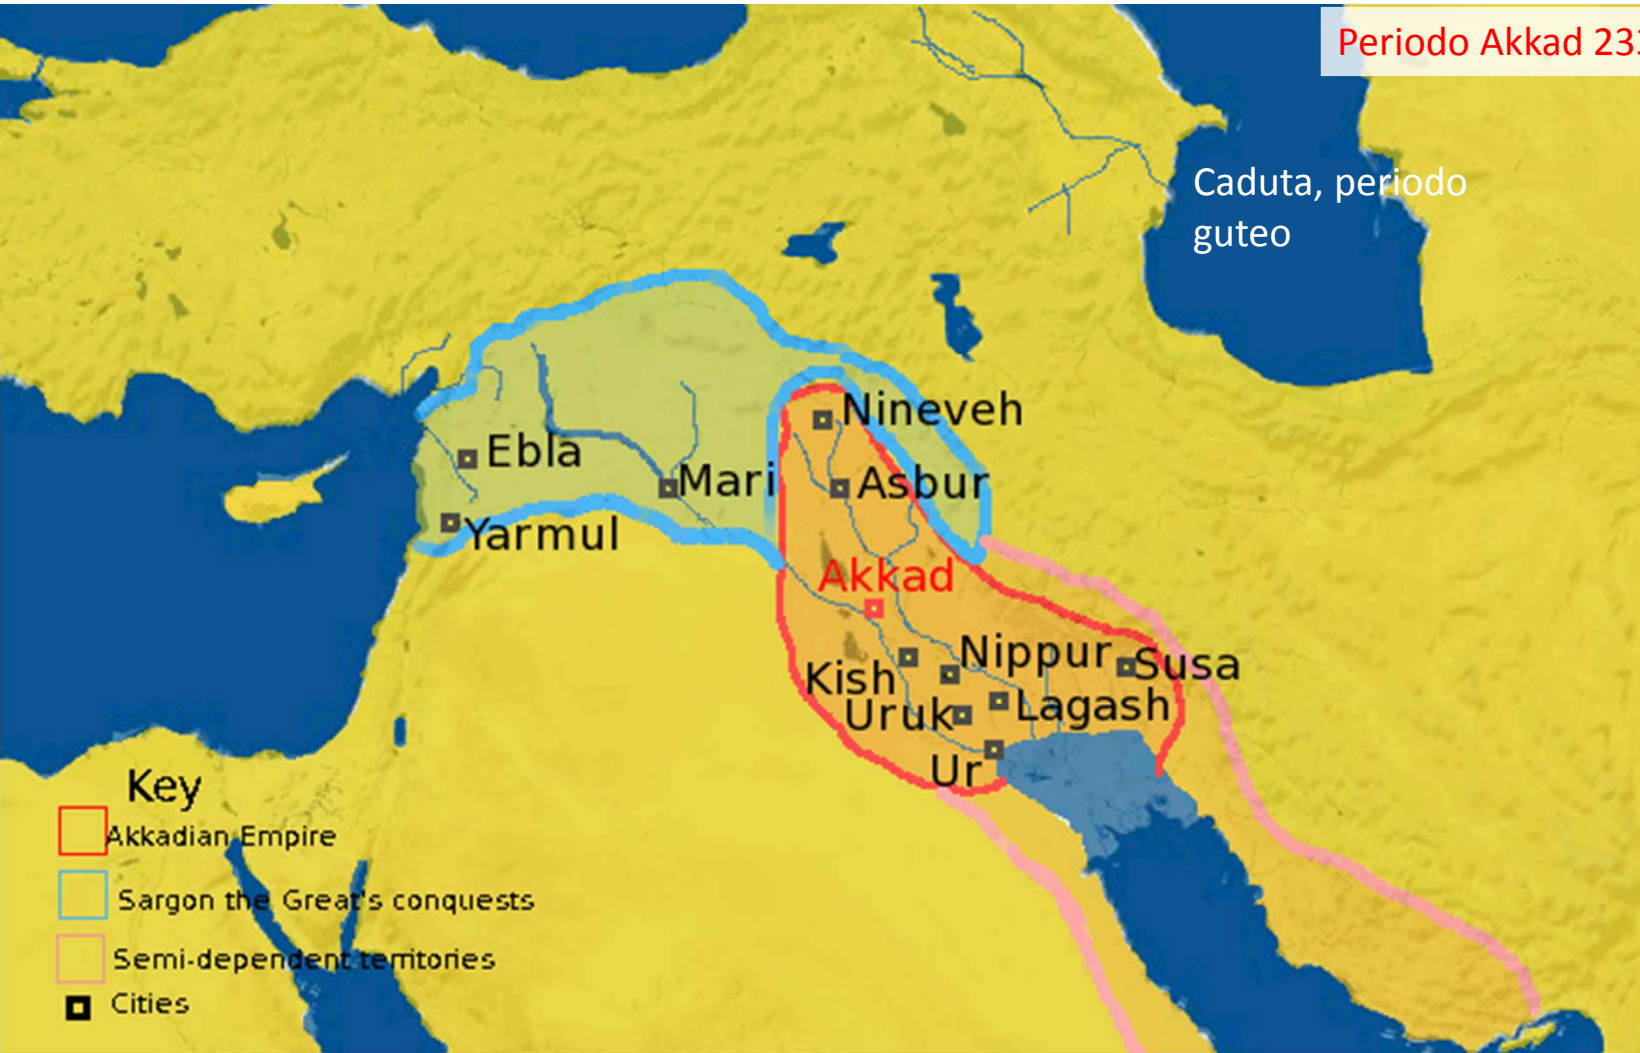 Periodo Akkad 233
Caduta, periodo
guteo
Nineveh
Ebla
Mari
Asbur
Yarmul
Akkad
Nippur
Susa
Kish
Uruk
Lagash
Ur
Key
Akkadian Empire
Sargon the Great's conquests
Semi-dependent territories
Cities